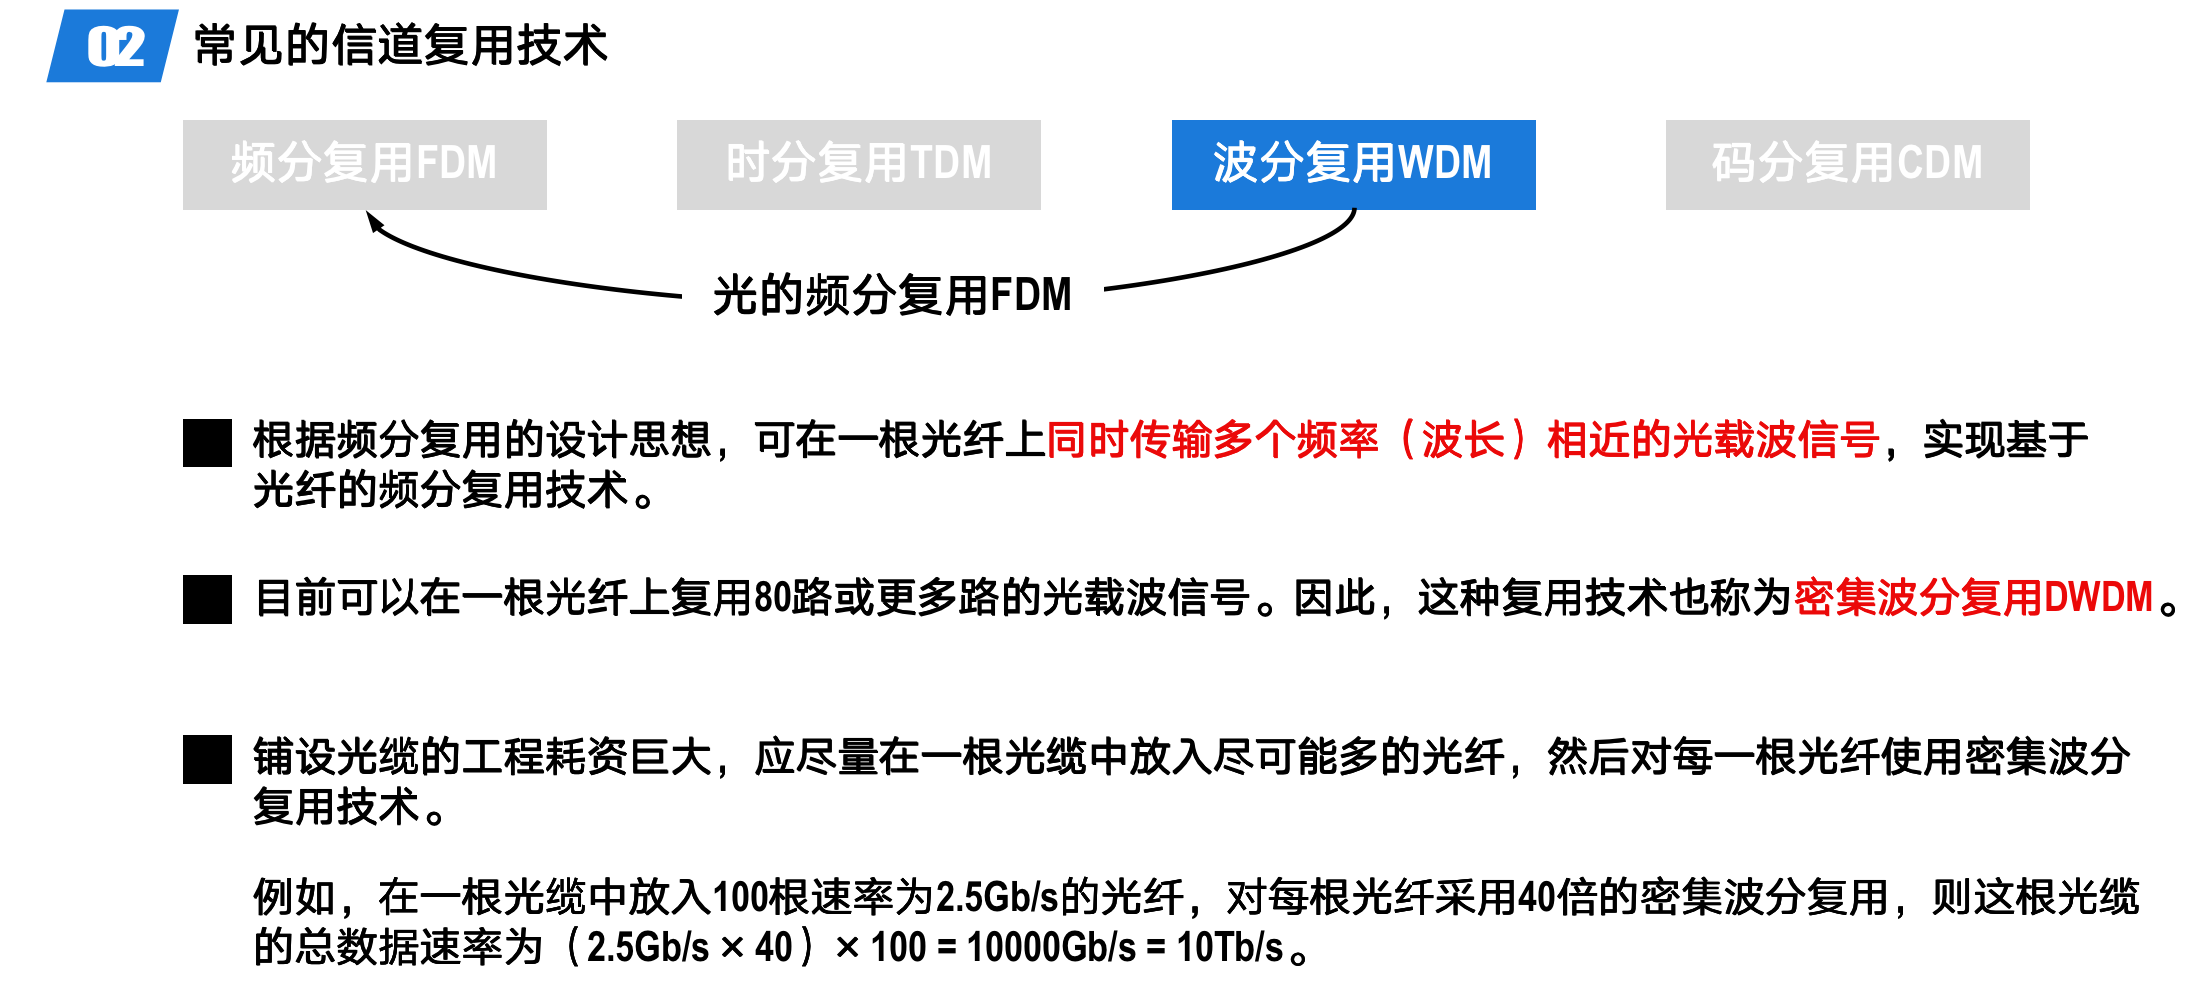 02 常见的信道复用技术
频分复用FDM 时分复用TDM 波分复用WDM 码分复用CDM
光的频分复用FDM
根据频分复用的设计思想，可在一根光纤上同时传输多个频率（波长）相近的光载波信号，实现基于
光纤的频分复用技术。
目前可以在一根光纤上复用80路或更多路的光载波信号。因此，这种复用技术也称为密集波分复用DWDM。
铺设光缆的工程耗资巨大，应尽量在一根光缆中放入尽可能多的光纤，然后对每一根光纤使用密集波分
复用技术。
例如，在一根光缆中放入100根速率为2.5Gb/s的光纤，对每根光纤采用40倍的密集波分复用，则这根光缆
的总数据速率为（2.5Gb/s × 40）× 100 = 10000Gb/s = 10Tb/s。